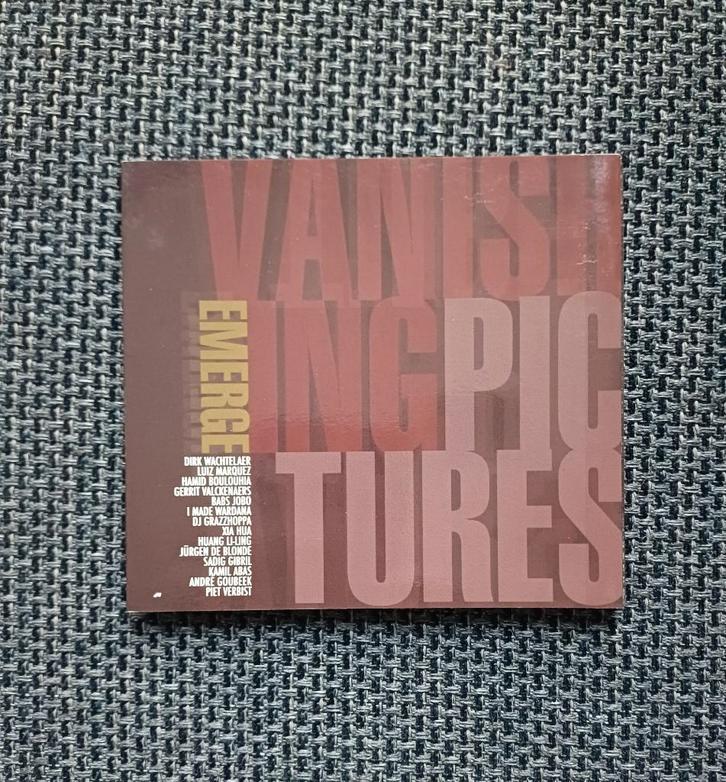 VANISH
INGPIC
TURES
EMERGE
DIRK WACHTELAER
LUIZ MARQUEZ
HAMID BOULOUHIA
GERRIT VALCKENAERS
BABS JOBO
I MADE WARDANA
DJ GRAZZHOPPA
XIA HUA
HUANG LI-LING
JÜRGEN DE BLONDE
SADIG GIBRIL
KAMIL ABAS
ANDRÉ GOUBEEK
PIET VERBIST